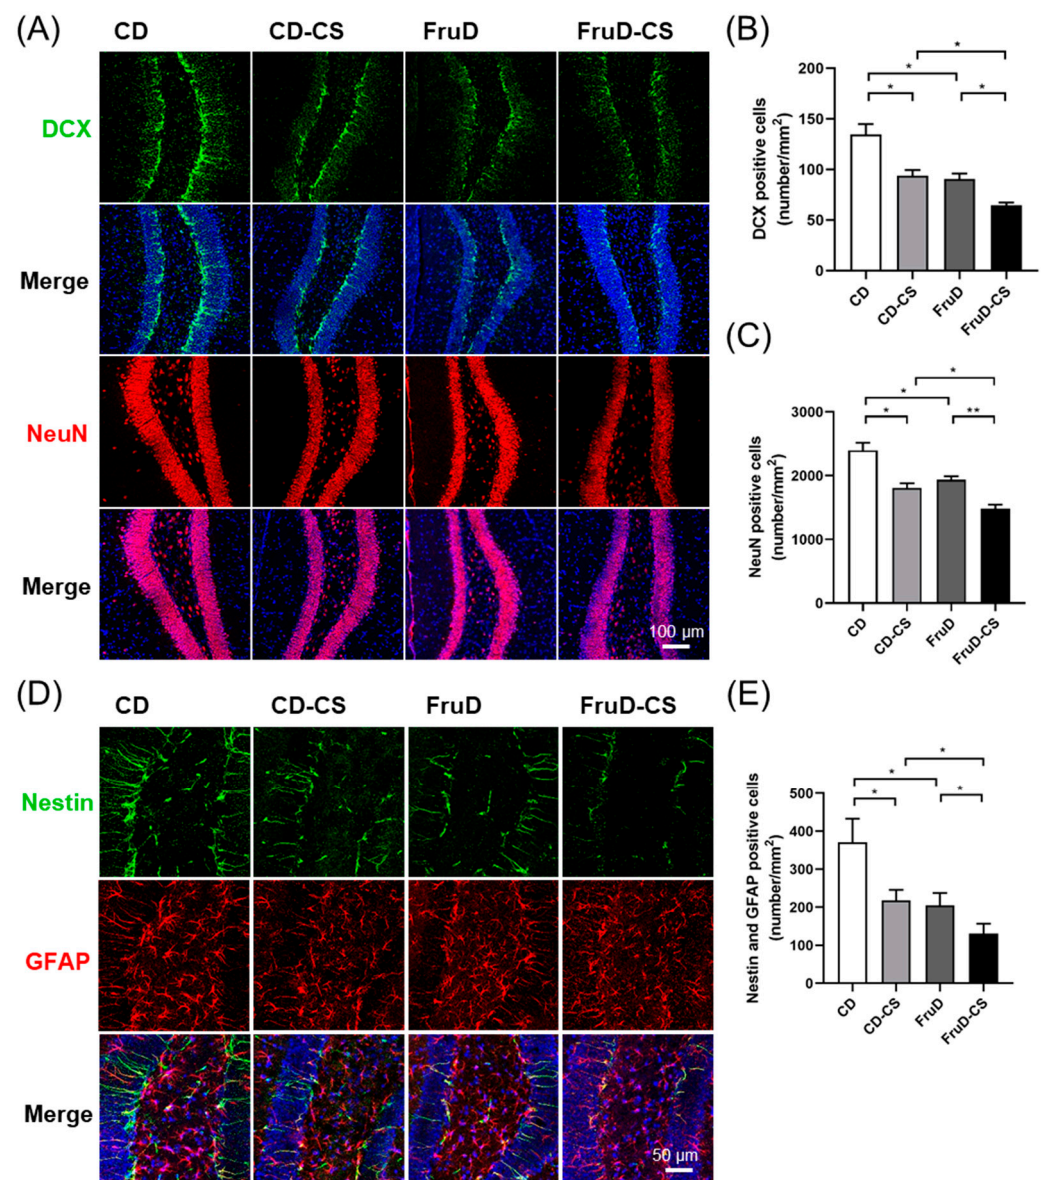 (A)
CD CD-CS FruD FruD-CS
DCX
Merge
NeuN
Merge
100 µm
(B)
DCX positive cells
(number/mm²)
200
150
100
50
0
* * * *
CD CD-CS FruD FruD-CS
(C)
NeuN positive cells
(number/mm²)
3000
2000
1000
0
* * * **
CD CD-CS FruD FruD-CS
(D)
CD CD-CS FruD FruD-CS
Nestin
GFAP
Merge
50 µm
(E)
Nestin and GFAP positive cells
(number/mm²)
500
400
300
200
100
0
* * * *
CD CD-CS FruD FruD-CS